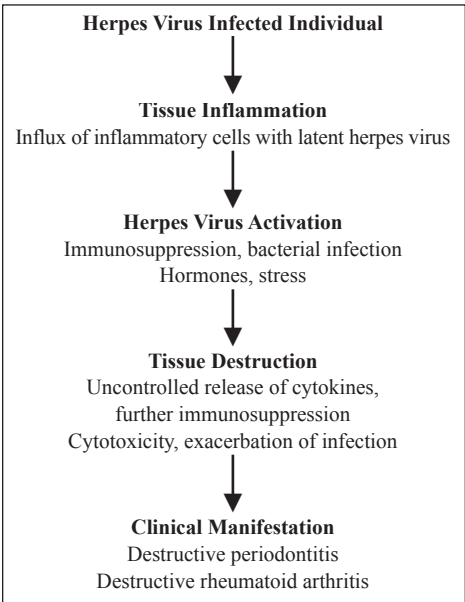 Herpes Virus Infected Individual
Tissue Inflammation
Influx of inflammatory cells with latent herpes virus
Herpes Virus Activation
Immunosuppression, bacterial infection
Hormones, stress
Tissue Destruction
Uncontrolled release of cytokines,
further immunosuppression
Cytotoxicity, exacerbation of infection
Clinical Manifestation
Destructive periodontitis
Destructive rheumatoid arthritis